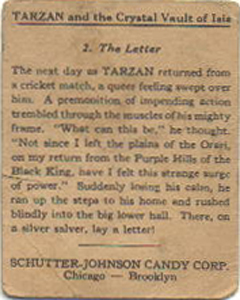 TARZAN and the Crystal Vault of Isis
2. The Letter
The next day as TARZAN returned from
a cricket match, a queer feeling swept over
him. A premonition of impending action
trembled through the muscles of his mighty
frame. "What can this be," he thought.
"Not since I left the plains of the Orari,
on my return from the Purple Hills of the
Black King, have I felt this strange surge
of power." Suddenly losing his calm, he
ran up the steps to his home and rushed
blindly into the big lower hall. There, on
a silver salver, lay a letter!
SCHUTTER-JOHNSON CANDY CORP.
Chicago — Brooklyn